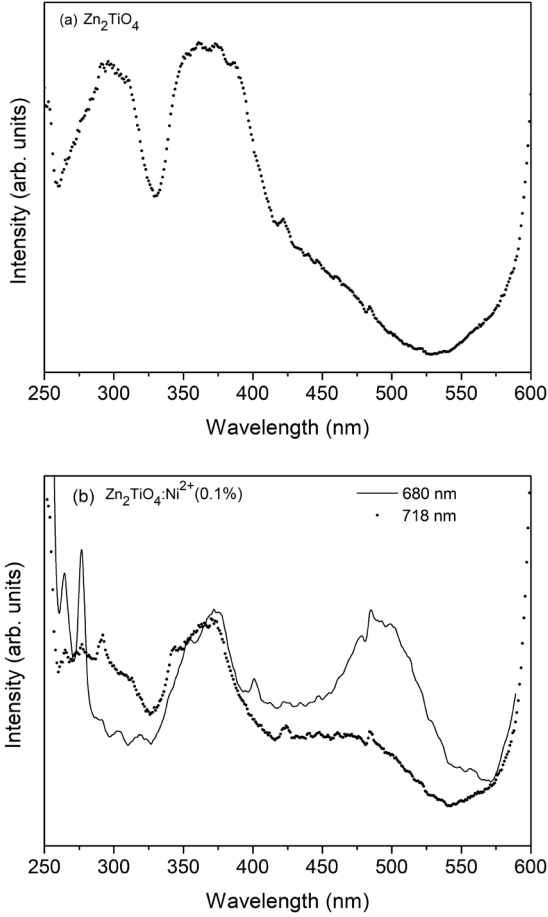 (a) Zn₂TiO₄
Intensity (arb. units)
250 300 350 400 450 500 550 600
Wavelength (nm)
(b) Zn₂TiO₄:Ni²⁺(0.1%)
680 nm
718 nm
Intensity (arb. units)
250 300 350 400 450 500 550 600
Wavelength (nm)